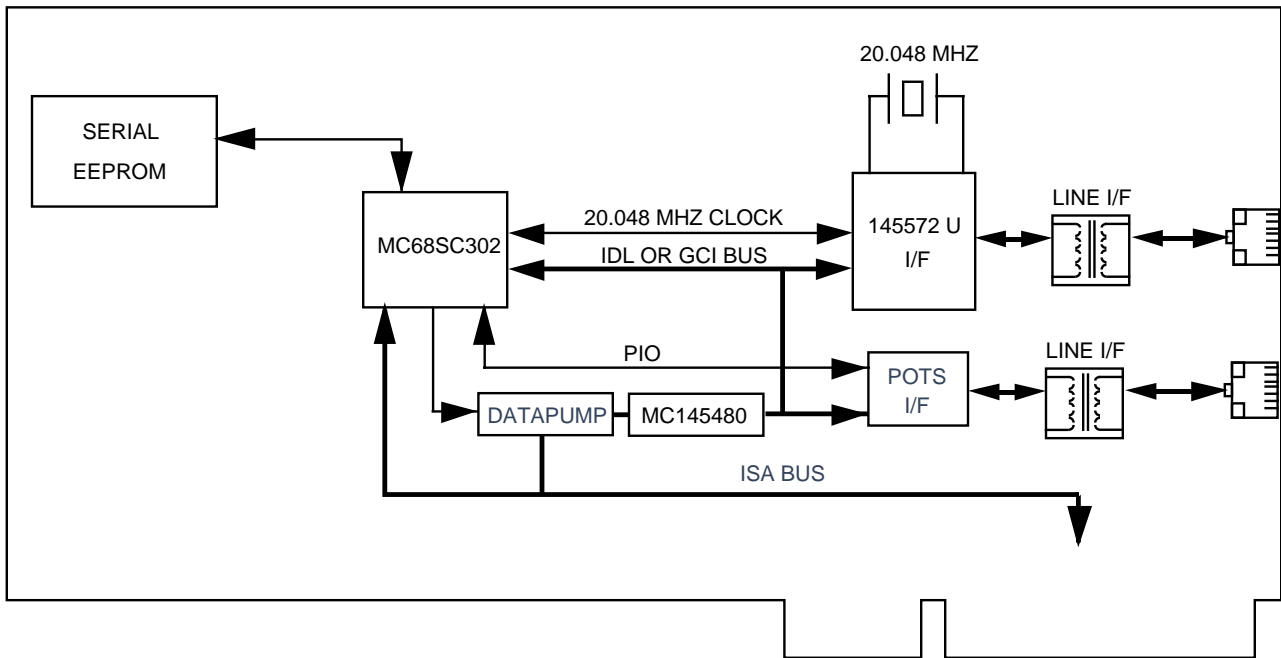 20.048 MHZ
SERIAL
EEPROM
LINE I/F
20.048 MHZ CLOCK
145572 U
I/F
MC68SC302
IDL OR GCI BUS
PIO
LINE I/F
POTS
I/F
DATAPUMP
MC145480
ISA BUS